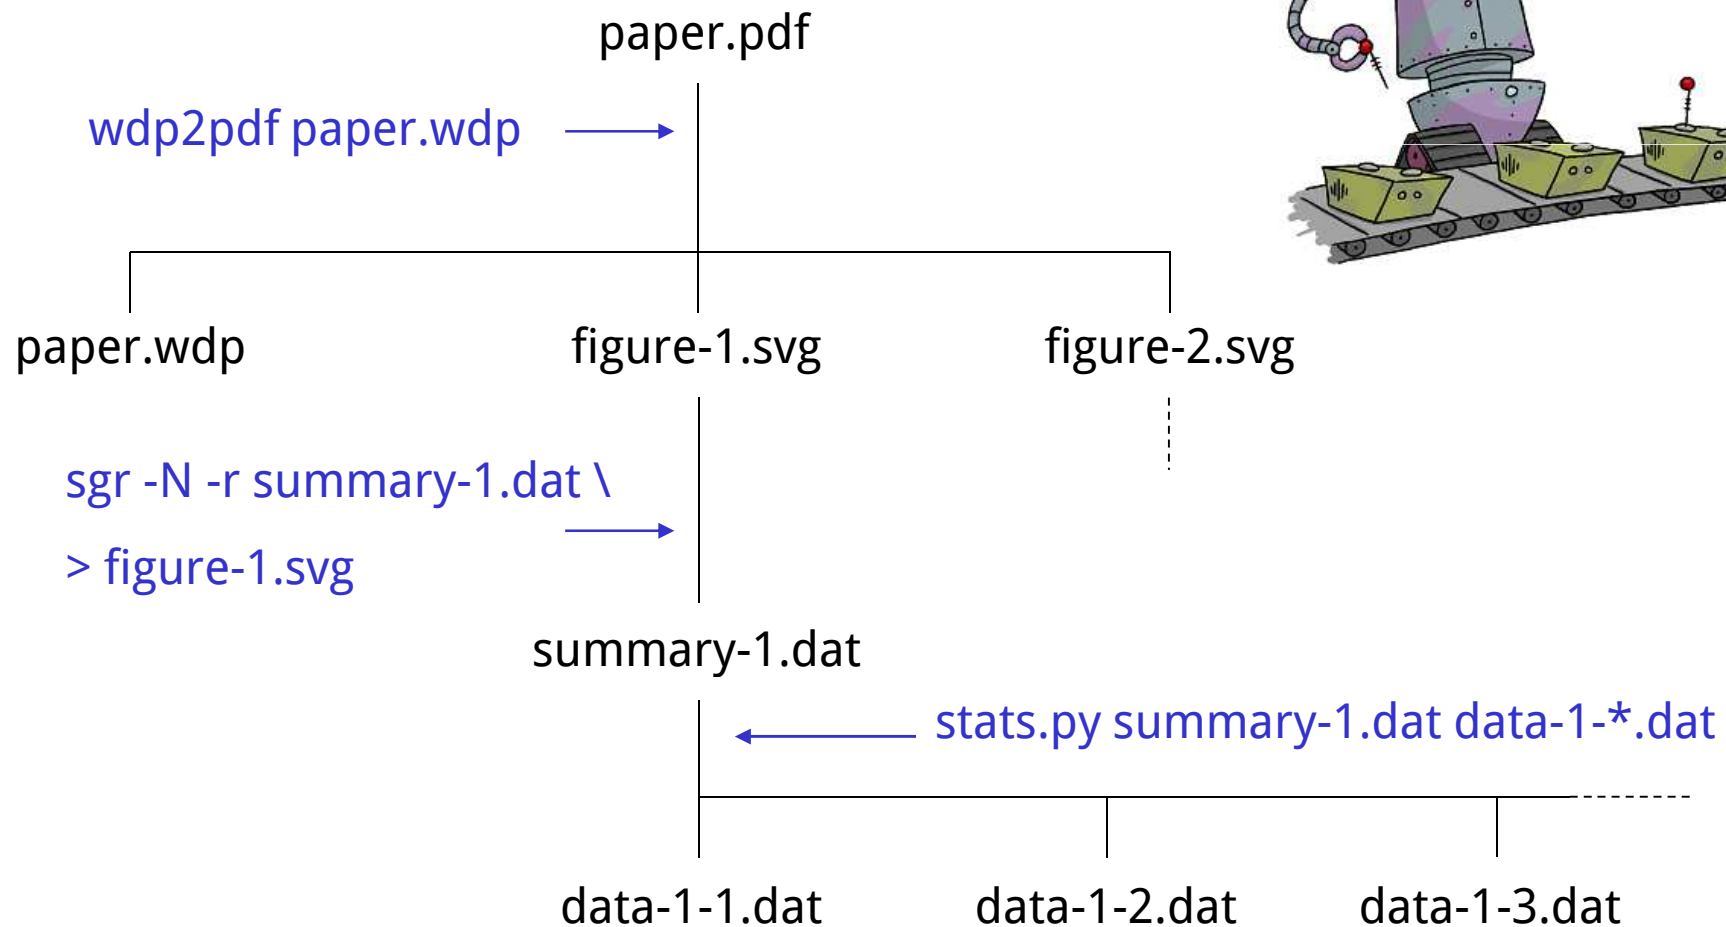 paper.pdf
wdp2pdf paper.wdp
paper.wdp
figure-1.svg
figure-2.svg
sgr -N -r summary-1.dat \
> figure-1.svg
summary-1.dat
stats.py summary-1.dat data-1-*.dat
data-1-1.dat
data-1-2.dat
data-1-3.dat